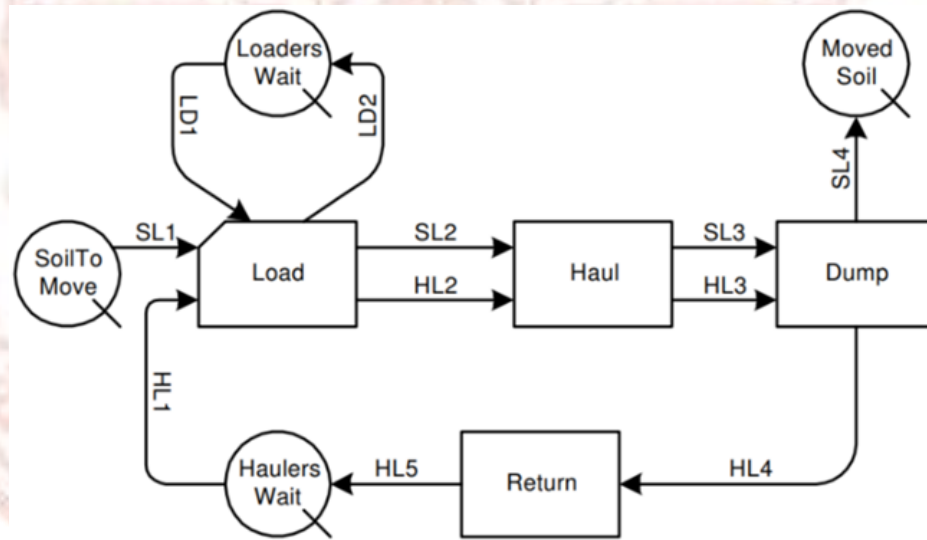 Loaders
Wait
Moved
Soil
LD1
LD2
SL4
SoilTo
Move
SL1
Load
SL2
HL2
Haul
SL3
HL3
Dump
HL1
Haulers
Wait
HL5
Return
HL4